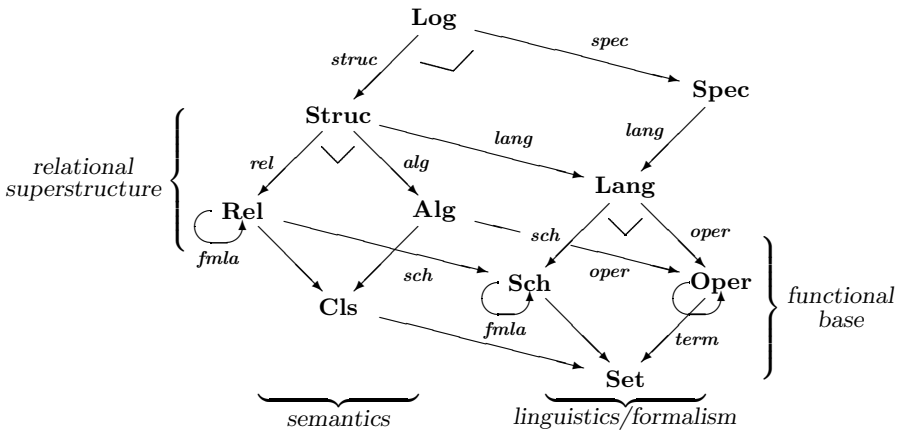 Log
spec
struc
Spec
Struc
lang
lang
relational
superstructure
rel
alg
Lang
Rel
Alg
sch
oper
fmla
sch
oper
Sch
Oper
functional
base
Cls
fmla
term
Set
semantics
linguistics/formalism